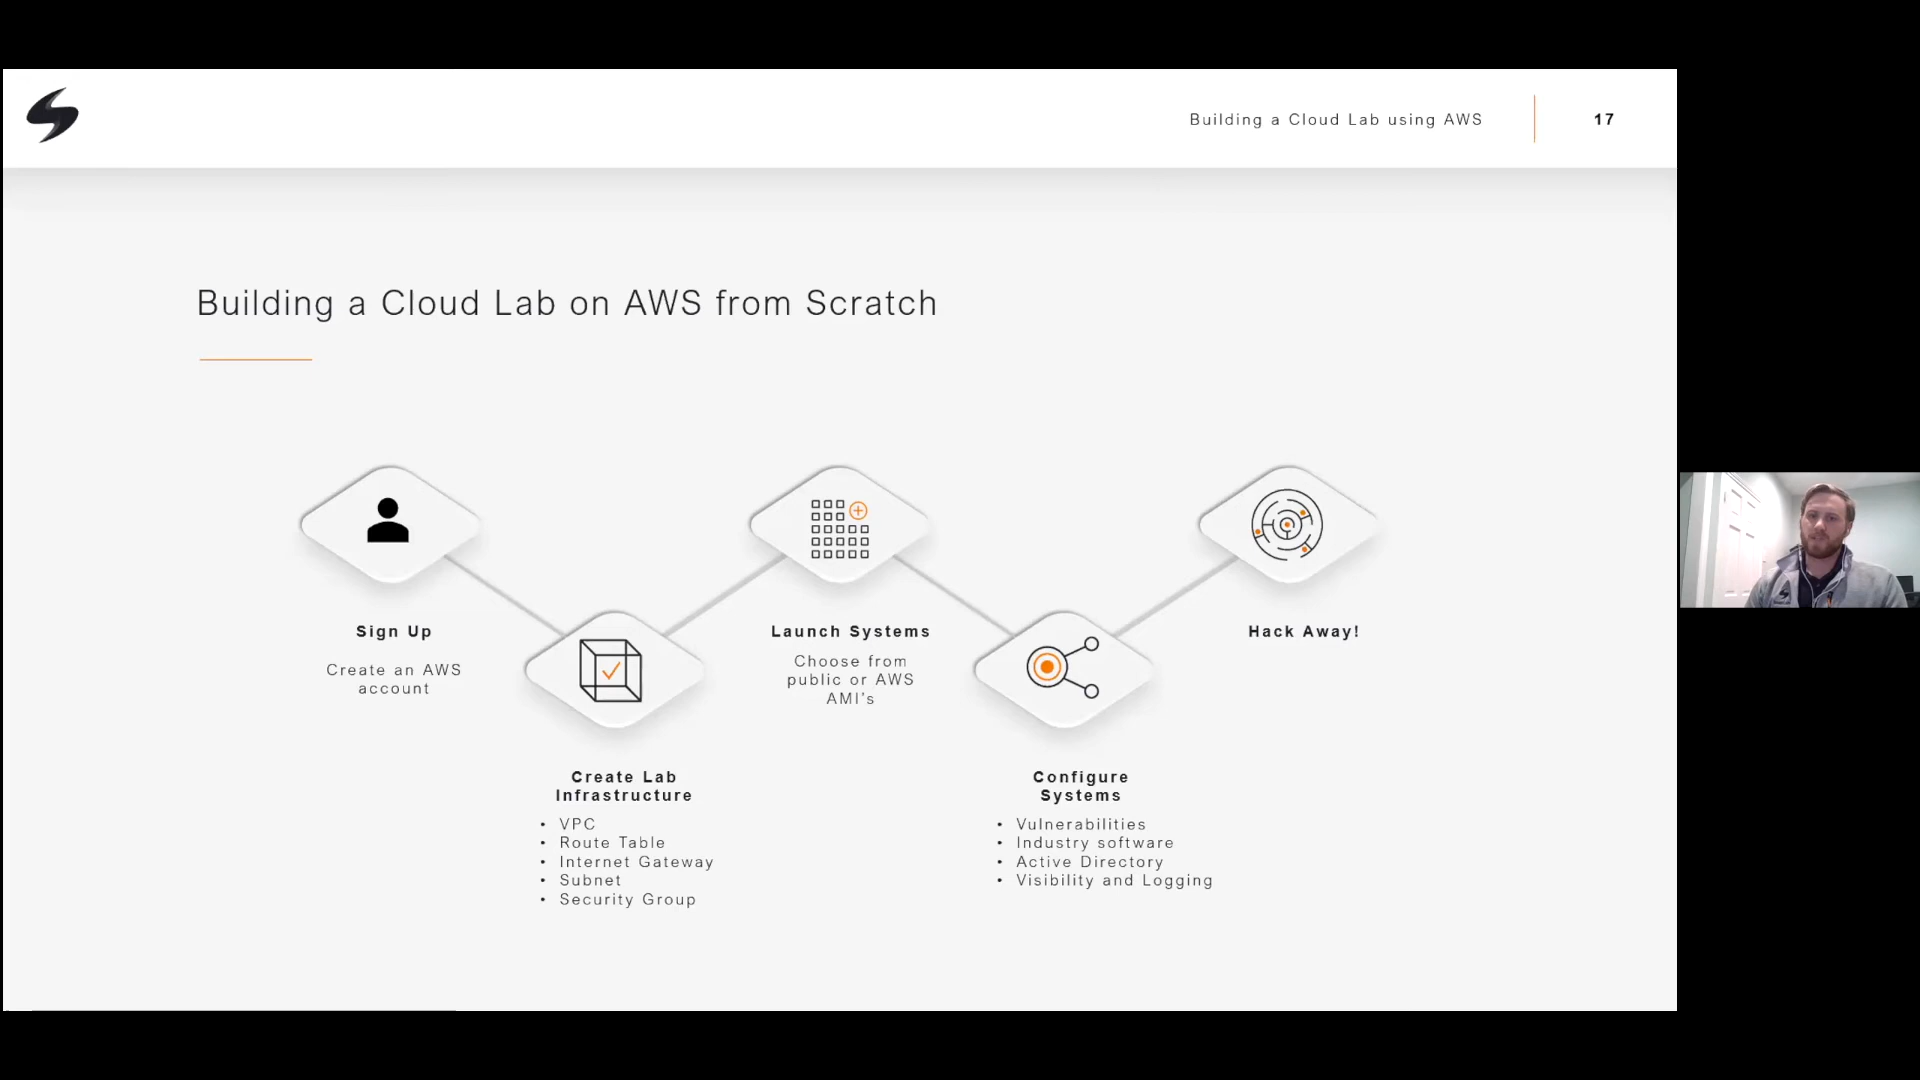 Building a Cloud Lab using AWS
17
Building a Cloud Lab on AWS from Scratch
Sign Up
Create an AWS
account
Create Lab
Infrastructure
• VPC
• Route Table
• Internet Gateway
• Subnet
• Security Group
Launch Systems
Choose from
public or AWS
AMI's
Configure
Systems
• Vulnerabilities
• Industry software
• Active Directory
• Visibility and Logging
Hack Away!